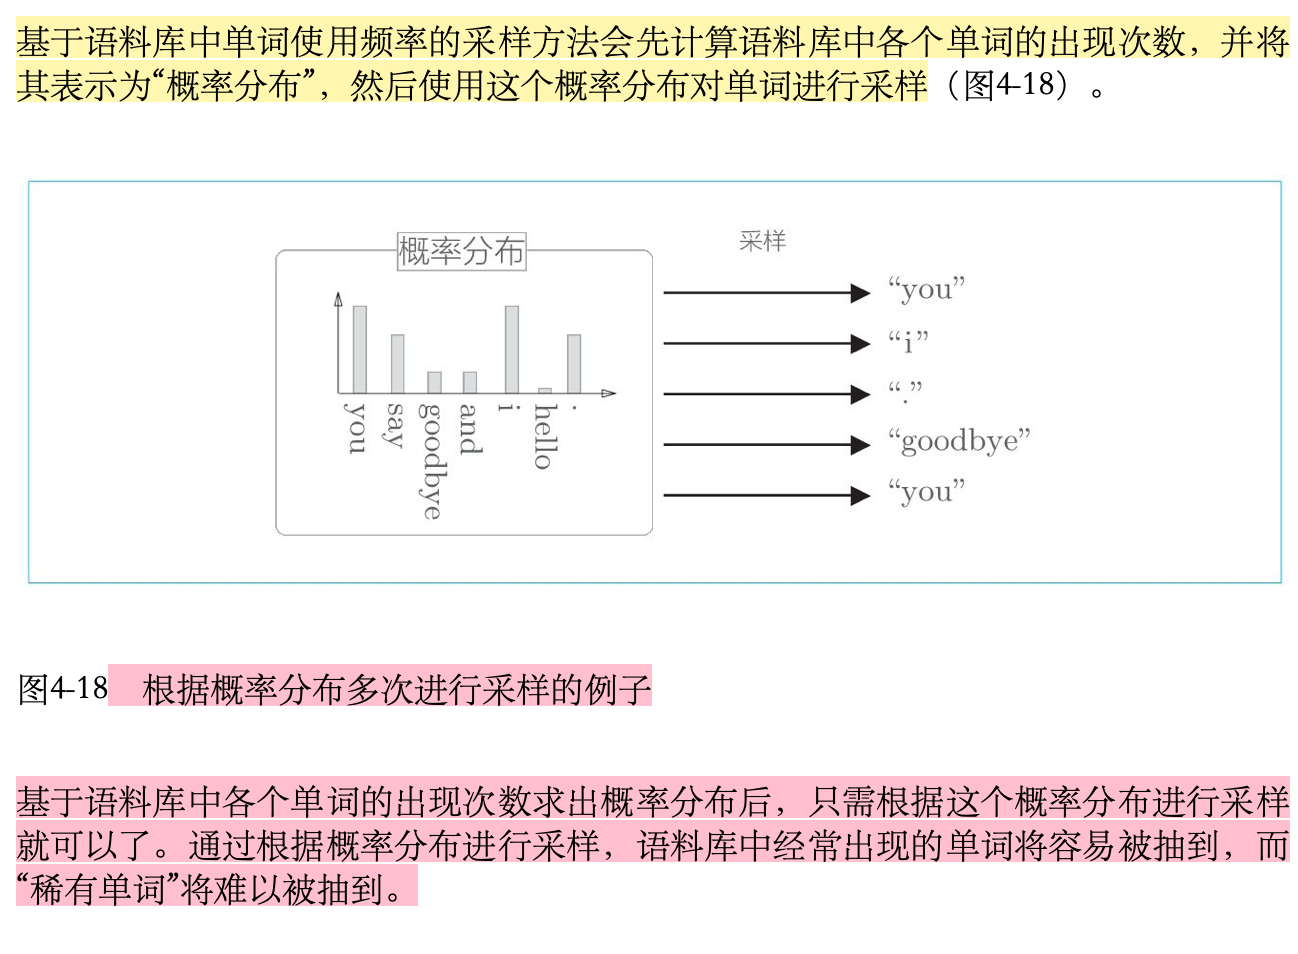 基于语料库中单词使用频率的采样方法会先计算语料库中各个单词的出现次数，并将
其表示为“概率分布”，然后使用这个概率分布对单词进行采样（图4-18）。
概率分布
采样
you
say
goodbye
and
i
hello
.
“you”
“i”
“.”
“goodbye”
“you”
图4-18　根据概率分布多次进行采样的例子
基于语料库中各个单词的出现次数求出概率分布后，只需根据这个概率分布进行采样
就可以了。通过根据概率分布进行采样，语料库中经常出现的单词将容易被抽到，而
“稀有单词”将难以被抽到。